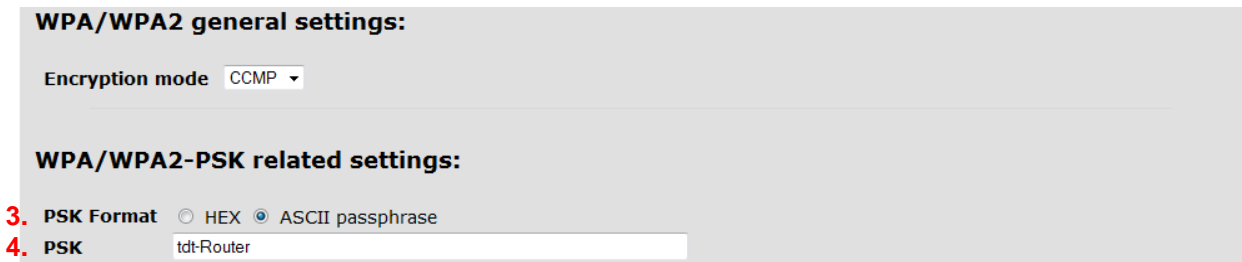 WPA/WPA2 general settings:
Encryption mode CCMP
WPA/WPA2-PSK related settings:
3. PSK Format HEX ASCII passphrase
4. PSK tdt-Router